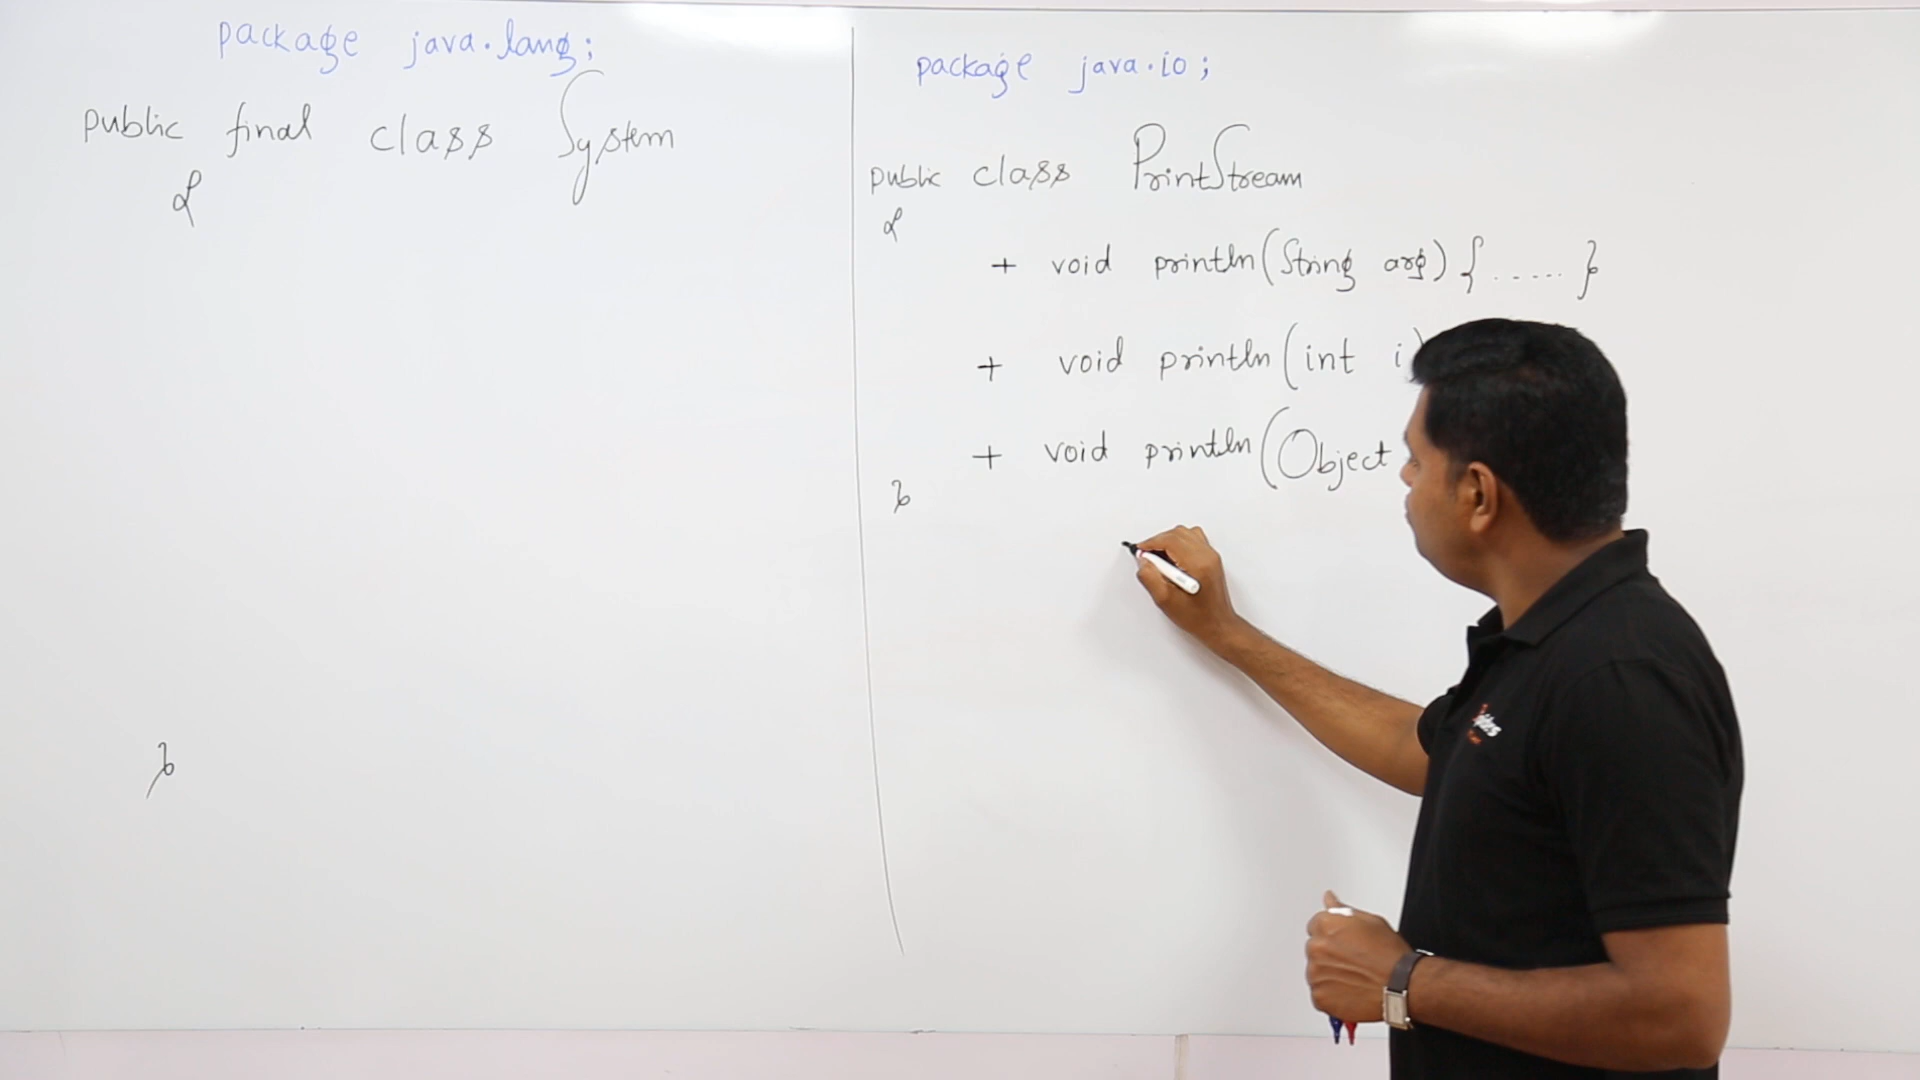 package java.lang;
public final class System
{
}
package java.io;
public class PrintStream
{
+ void println(String arg) { ...... }
+ void println(int i)
+ void println(Object
}